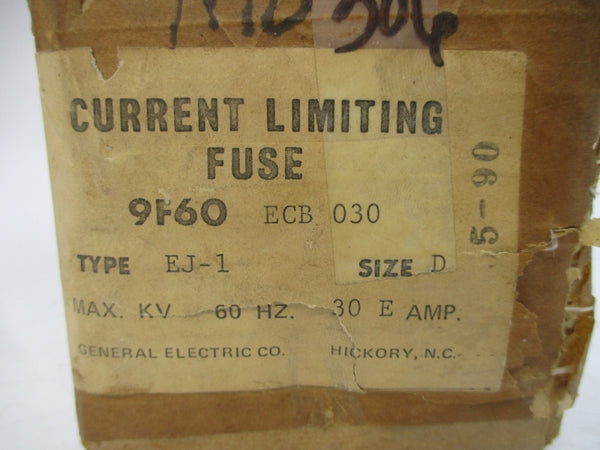 306
CURRENT LIMITING
FUSE
9F60 ECB 030
TYPE EJ-1 SIZE D
MAX. KV 60 HZ. 30 E AMP.
GENERAL ELECTRIC CO. HICKORY, N.C.
5-90